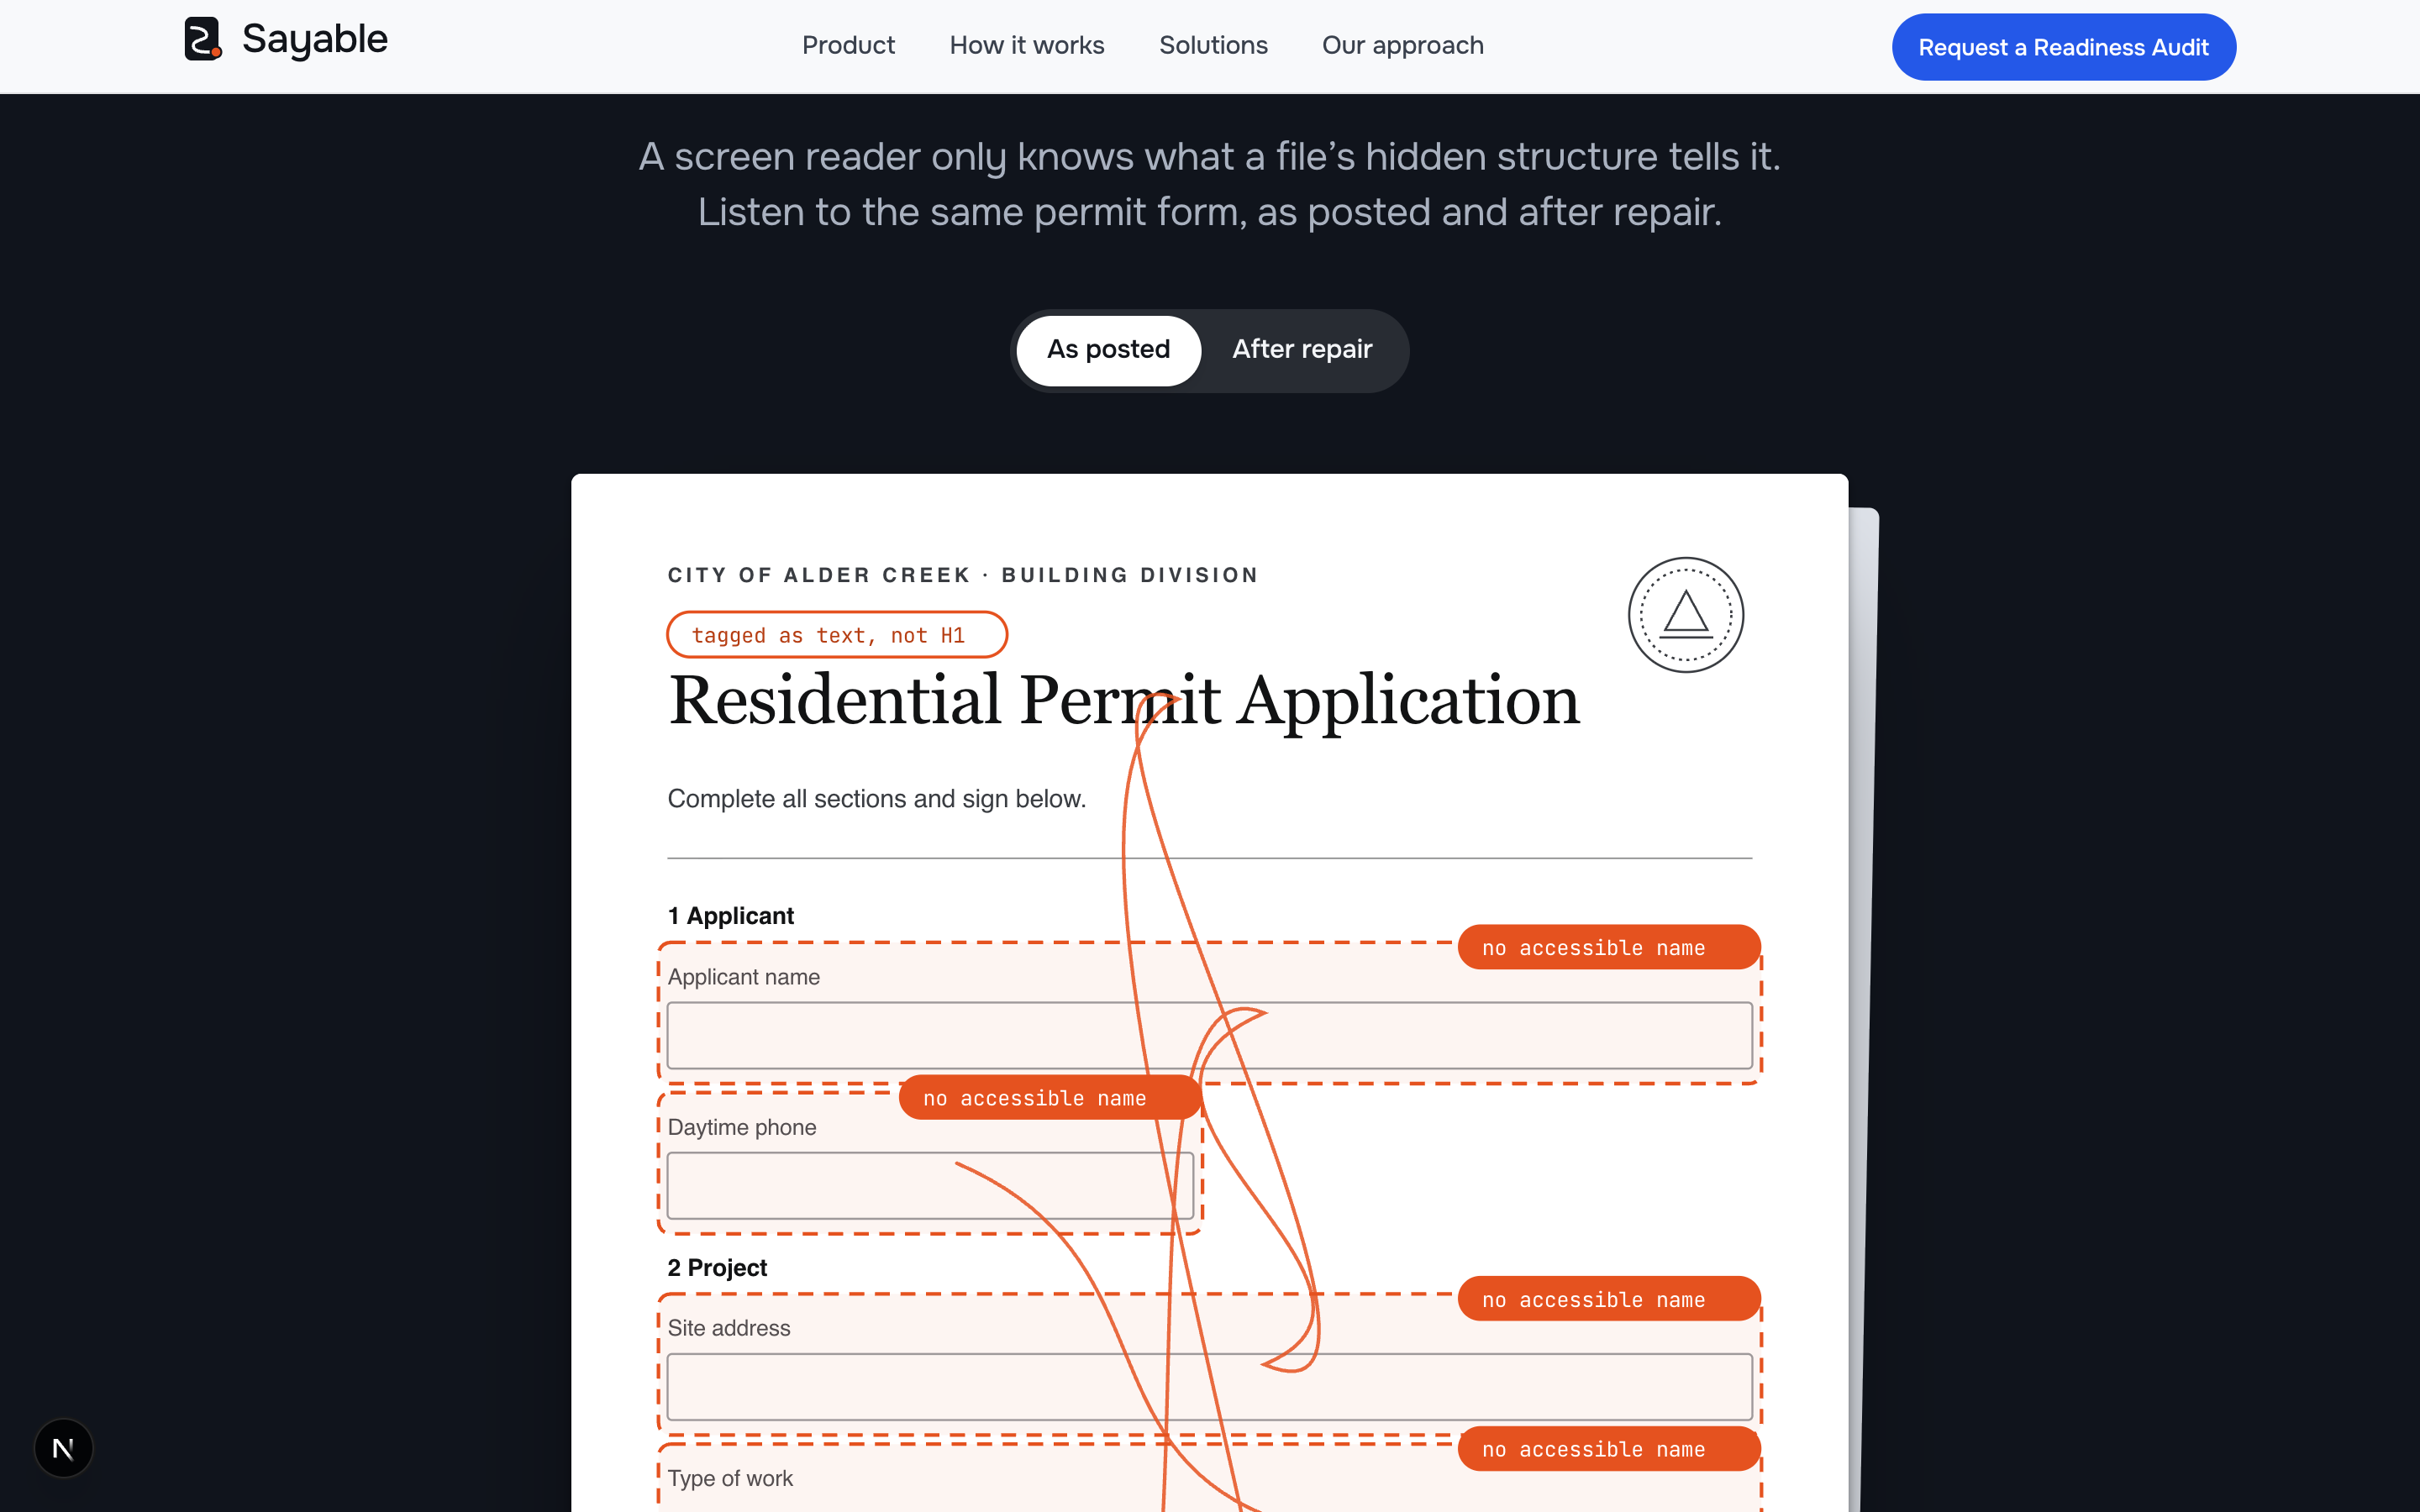 Sayable
Product
How it works
Solutions
Our approach
Request a Readiness Audit
A screen reader only knows what a file’s hidden structure tells it.
Listen to the same permit form, as posted and after repair.
As posted
After repair
CITY OF ALDER CREEK · BUILDING DIVISION
tagged as text, not H1
Residential Permit Application
Complete all sections and sign below.
1 Applicant
no accessible name
Applicant name
no accessible name
Daytime phone
2 Project
no accessible name
Site address
no accessible name
Type of work
N